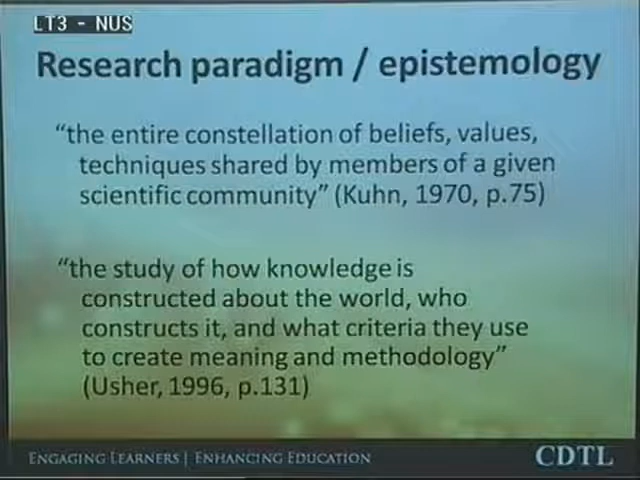 LT3 - NUS
Research paradigm / epistemology
"the entire constellation of beliefs, values,
techniques shared by members of a given
scientific community" (Kuhn, 1970, p.75)
"the study of how knowledge is
constructed about the world, who
constructs it, and what criteria they use
to create meaning and methodology"
(Usher, 1996, p.131)
ENGAGING LEARNERS | ENHANCING EDUCATION
CDTL